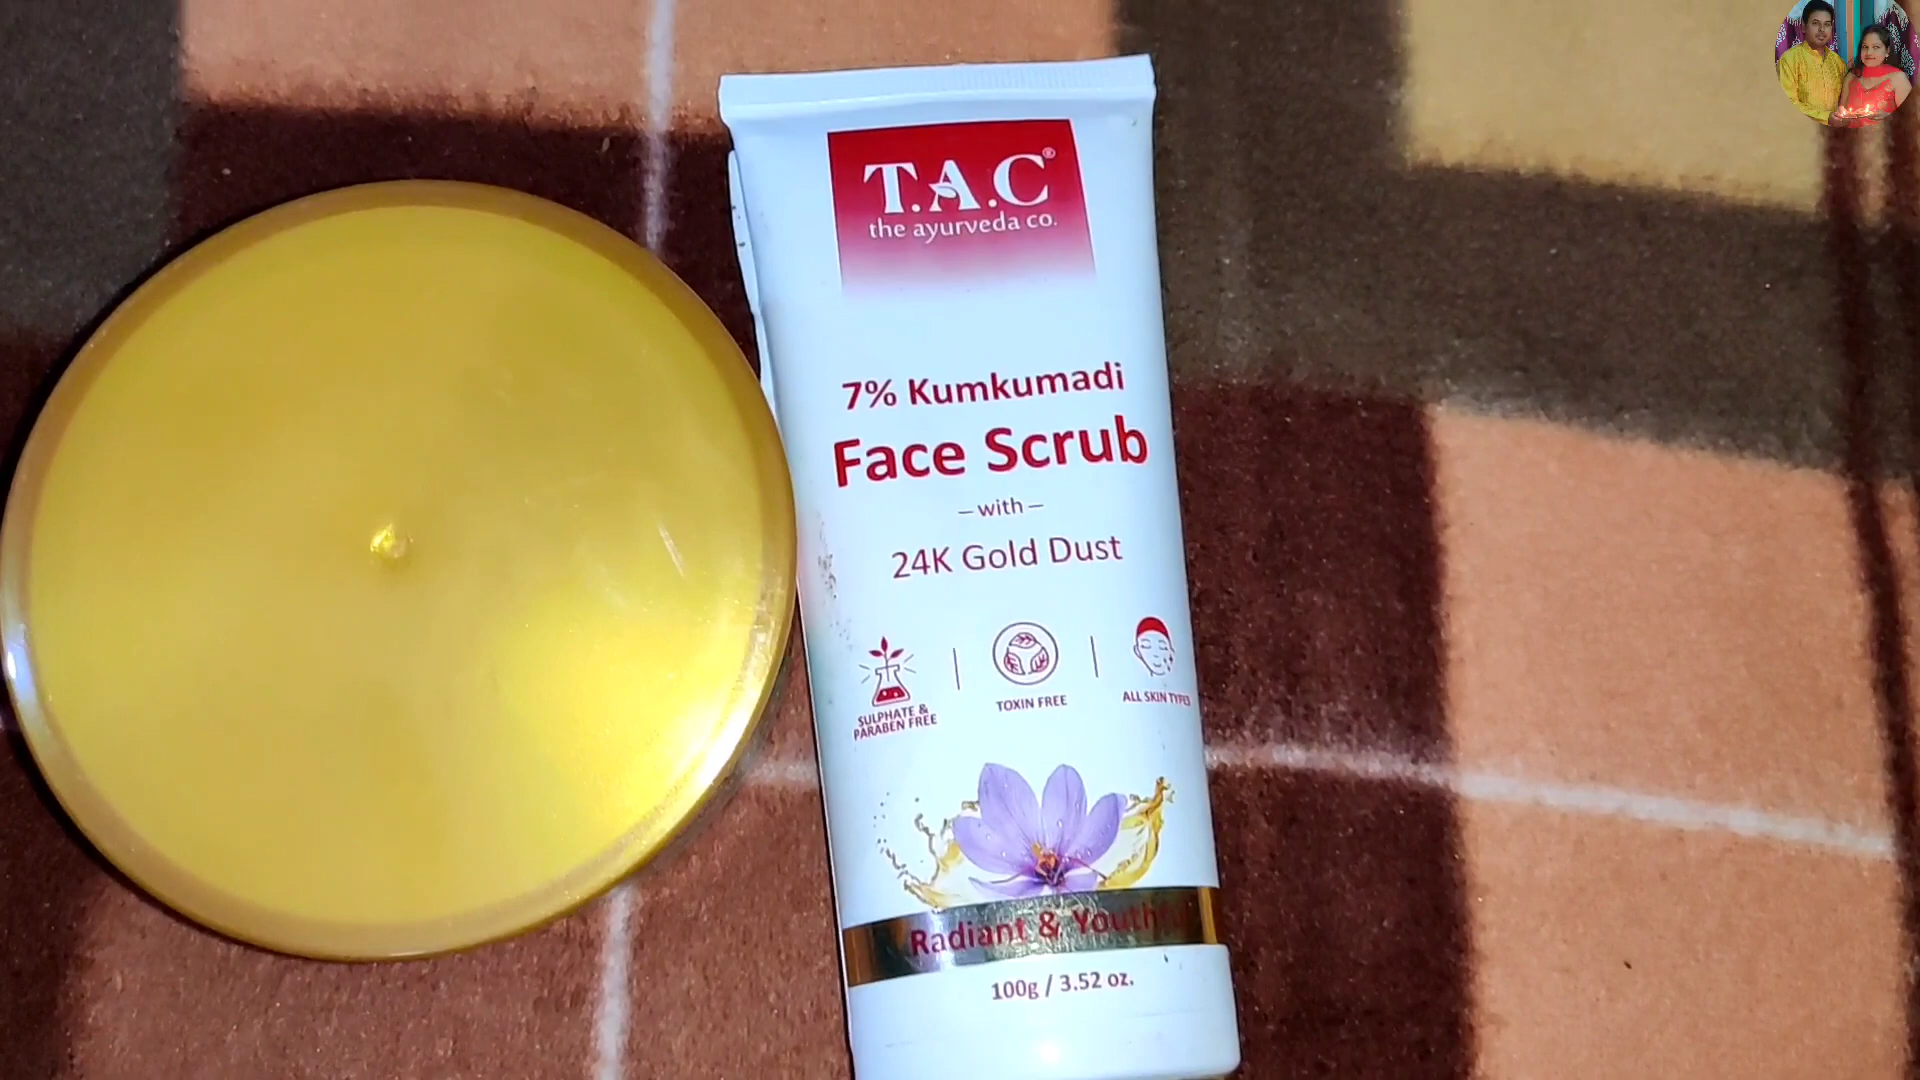 T.A.C®
the ayurveda co.
7% Kumkumadi
Face Scrub
–with–
24K Gold Dust
SULPHATE &
PARABEN FREE
TOXIN FREE
ALL SKIN TYPES
Radiant &
100g / 3.52 oz.